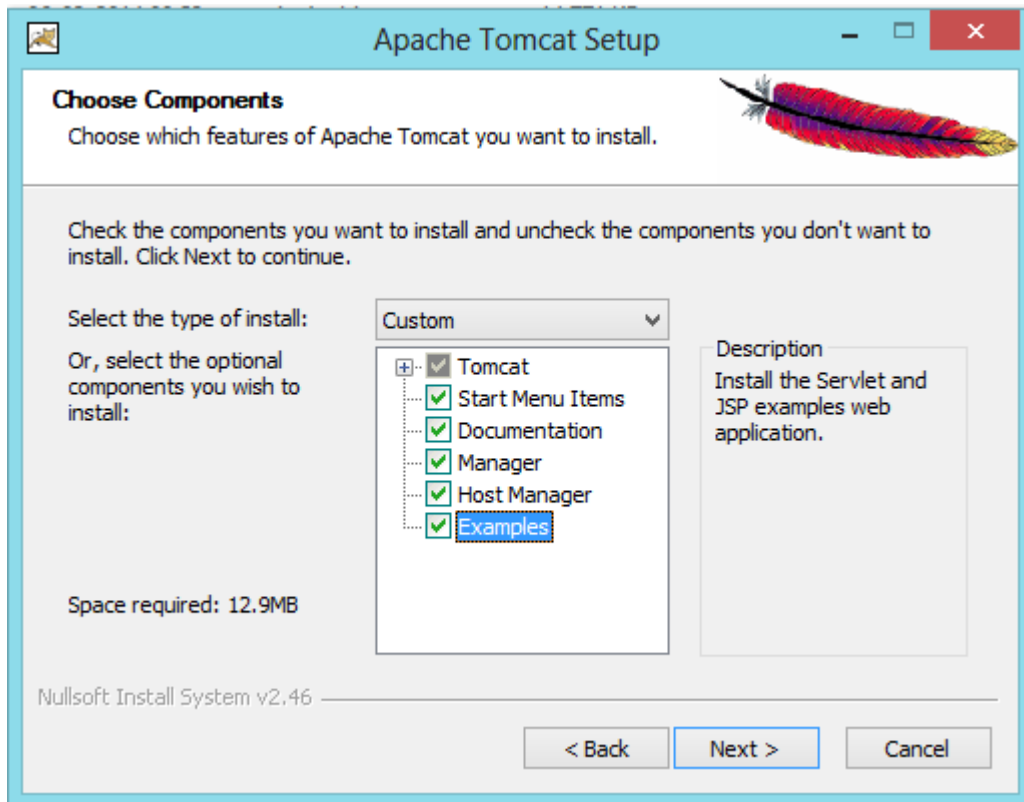 Apache Tomcat Setup
Choose Components
Choose which features of Apache Tomcat you want to install.
Check the components you want to install and uncheck the components you don't want to
install. Click Next to continue.
Select the type of install:
Custom
Or, select the optional
components you wish to
install:
Tomcat
Start Menu Items
Documentation
Manager
Host Manager
Examples
Description
Install the Servlet and
JSP examples web
application.
Space required: 12.9MB
Nullsoft Install System v2.46
< Back
Next >
Cancel